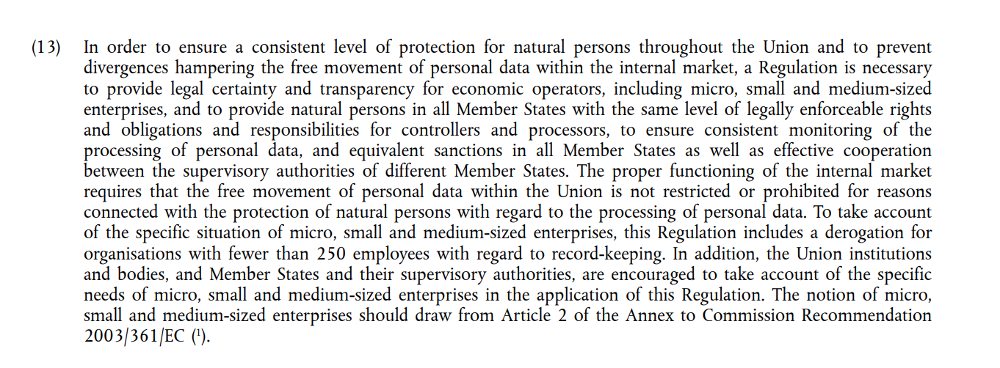 (13) In order to ensure a consistent level of protection for natural persons throughout the Union and to prevent
divergences hampering the free movement of personal data within the internal market, a Regulation is necessary
to provide legal certainty and transparency for economic operators, including micro, small and medium-sized
enterprises, and to provide natural persons in all Member States with the same level of legally enforceable rights
and obligations and responsibilities for controllers and processors, to ensure consistent monitoring of the
processing of personal data, and equivalent sanctions in all Member States as well as effective cooperation
between the supervisory authorities of different Member States. The proper functioning of the internal market
requires that the free movement of personal data within the Union is not restricted or prohibited for reasons
connected with the protection of natural persons with regard to the processing of personal data. To take account
of the specific situation of micro, small and medium-sized enterprises, this Regulation includes a derogation for
organisations with fewer than 250 employees with regard to record-keeping. In addition, the Union institutions
and bodies, and Member States and their supervisory authorities, are encouraged to take account of the specific
needs of micro, small and medium-sized enterprises in the application of this Regulation. The notion of micro,
small and medium-sized enterprises should draw from Article 2 of the Annex to Commission Recommendation
2003/361/EC (¹).